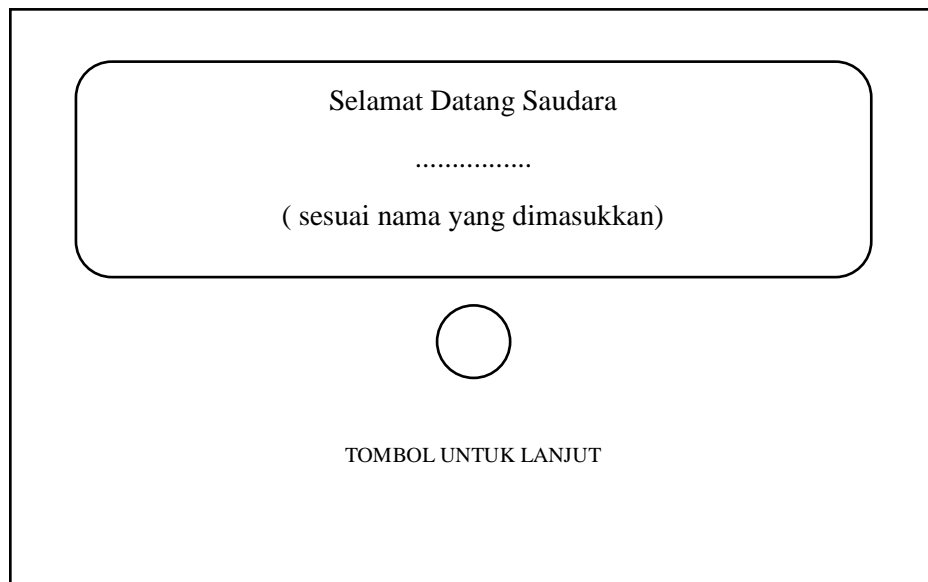 Selamat Datang Saudara
................
( sesuai nama yang dimasukkan)
TOMBOL UNTUK LANJUT